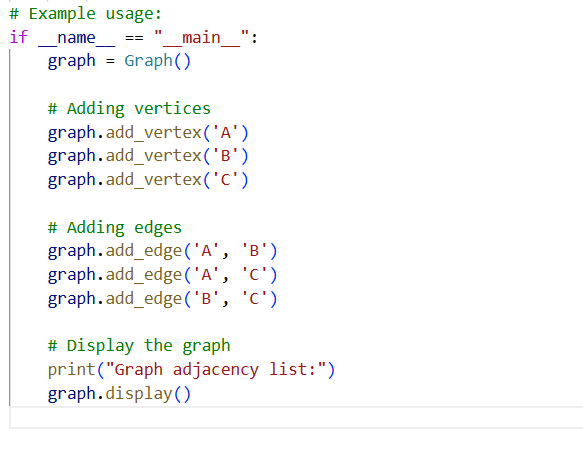 # Example usage:
if __name__ == "__main__":
    graph = Graph()

    # Adding vertices
    graph.add_vertex('A')
    graph.add_vertex('B')
    graph.add_vertex('C')

    # Adding edges
    graph.add_edge('A', 'B')
    graph.add_edge('A', 'C')
    graph.add_edge('B', 'C')

    # Display the graph
    print("Graph adjacency list:")
    graph.display()